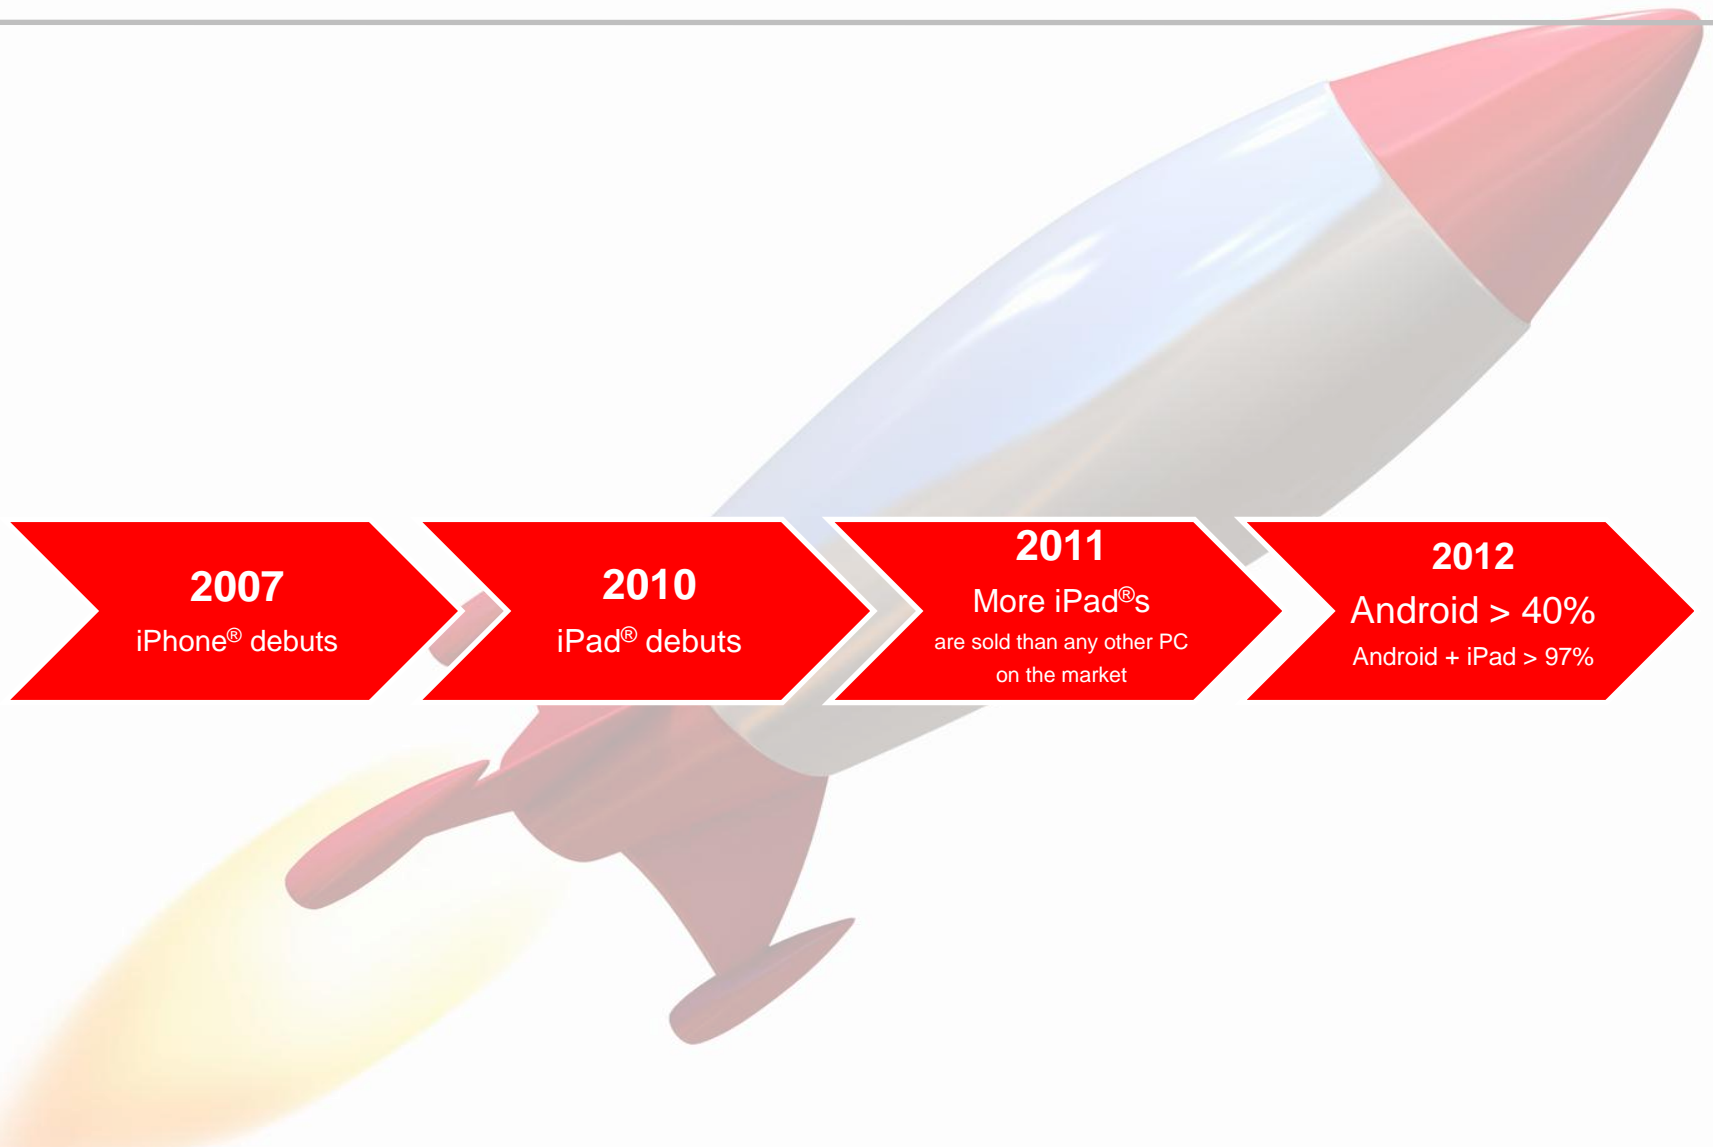 2007
iPhone® debuts
2010
iPad® debuts
2011
More iPad®s
are sold than any other PC
on the market
2012
Android > 40%
Android + iPad > 97%